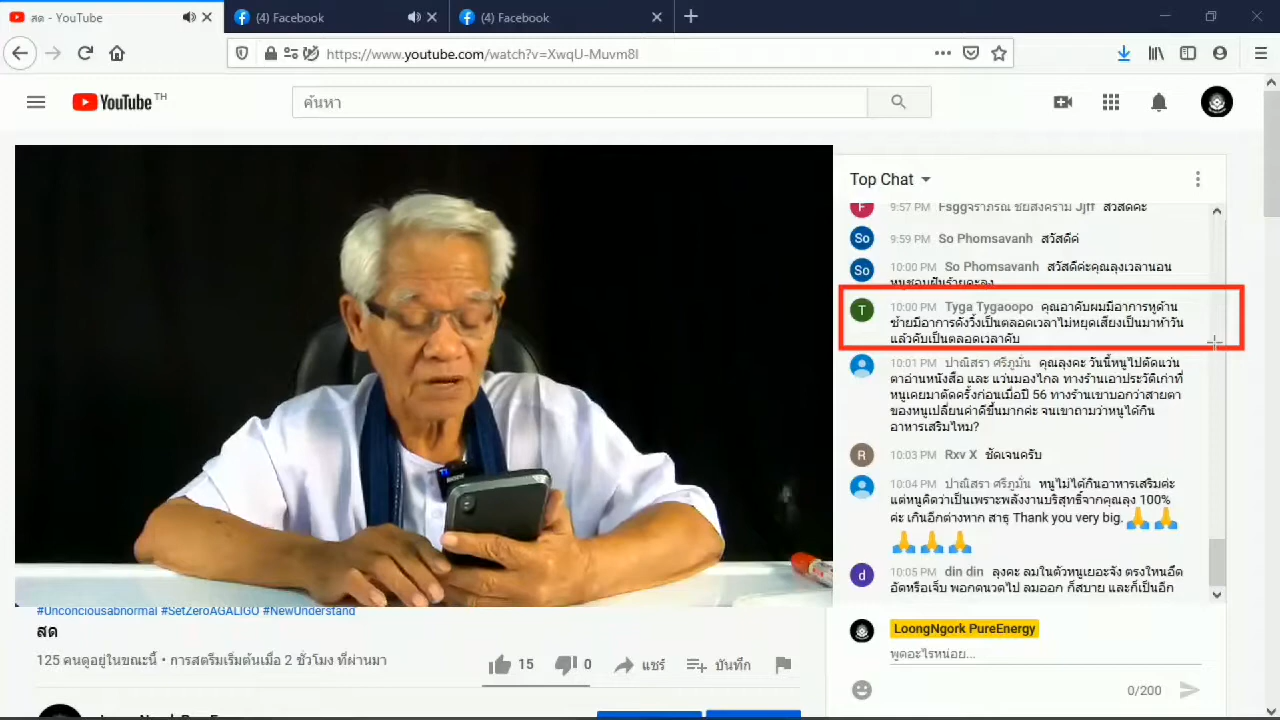 สด - YouTube
(4) Facebook
(4) Facebook
https://www.youtube.com/watch?v=XwqU-Muvm8I
YouTube TH
ค้นหา
Top Chat
9:57 PM Fsggจราภรณ์ ชัยสงคราม Jjff สวัสดีค่ะ
9:59 PM So Phomsavanh สวัสดีค่
10:00 PM So Phomsavanh สวัสดีค่ะคุณลุงเวลานอน
หนูชอบฝันร้ายคะลุง
10:00 PM Tyga Tygaoopo คุณอาคับผมมีอาการหูด้าน
ซ้ายมีอาการดังวิ้งเป็นตลอดเวลาไม่หยุดเสียงเป็นมาห้าวัน
แล้วคับเป็นตลอดเวลาคับ
10:01 PM ปาณิสรา ศรีภูมั่น คุณลุงคะ วันนี้หนูไปตัดแว่น
ตาอ่านหนังสือ และ แว่นมองไกล ทางร้านเอาประวัติเก่าที่
หนูเคยมาตัดครั้งก่อนเมื่อปี 56 ทางร้านเขาบอกว่าสายตา
ของหนูเปลี่ยนค่าดีขึ้นมากค่ะ จนเขาถามว่าหนูได้กิน
อาหารเสริมไหม?
10:03 PM Rxv X ชัดเจนครับ
10:04 PM ปาณิสรา ศรีภูมั่น หนูไม่ได้กินอาหารเสริมค่ะ
แต่หนูคิดว่าเป็นเพราะพลังงานบริสุทธิ์จากคุณลุง 100%
ค่ะ เกินอีกต่างหาก สาธุ Thank you very big. 🙏🙏
🙏🙏🙏
10:05 PM din din ลุงคะ ลมในตัวหนูเยอะจัง ตรงไหนอึด
อัดหรือเจ็บ พอกดนวดไป ลมออก ก็สบาย และก็เป็นอีก
LoongNgork PureEnergy
พูดอะไรหน่อย...
0/200
#Unconciousabnormal #SetZeroAGALIGO #NewUnderstand
สด
125 คนดูอยู่ในขณะนี้ • การสตรีมเริ่มต้นเมื่อ 2 ชั่วโมง ที่ผ่านมา
15 0 แชร์ บันทึก